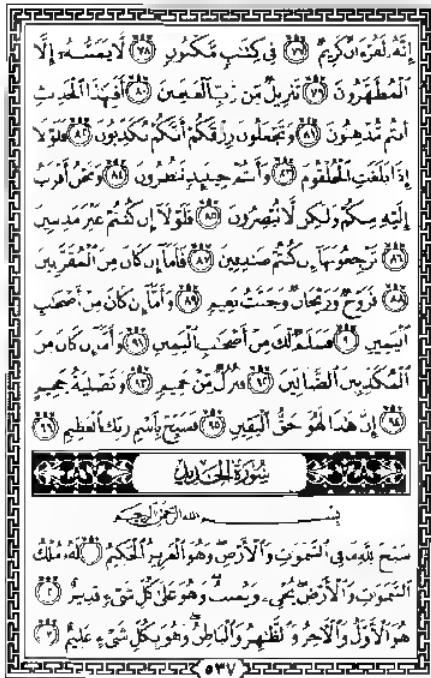 إِنَّهُ لَقُرْءَانٌ كَرِيمٌ ٧٧ فِي كِتَٰبٍ مَّكْنُونٍ ٧٨ لَّا يَمَسُّهُۥٓ إِلَّا
ٱلْمُطَهَّرُونَ ٧٩ تَنزِيلٌ مِّن رَّبِّ ٱلْعَٰلَمِينَ ٨٠ أَفَبِهَٰذَا ٱلْحَدِيثِ
أَنتُم مُّدْهِنُونَ ٨١ وَتَجْعَلُونَ رِزْقَكُمْ أَنَّكُمْ تُكَذِّبُونَ ٨٢ فَلَوْلَآ
إِذَا بَلَغَتِ ٱلْحُلْقُومَ ٨٣ وَأَنتُمْ حِينَئِذٍ تَنظُرُونَ ٨٤ وَنَحْنُ أَقْرَبُ
إِلَيْهِ مِنكُمْ وَلَٰكِن لَّا تُبْصِرُونَ ٨٥ فَلَوْلَآ إِن كُنتُمْ غَيْرَ مَدِينِينَ
٨٦ تَرْجِعُونَهَآ إِن كُنتُمْ صَٰدِقِينَ ٨٧ فَأَمَّآ إِن كَانَ مِنَ ٱلْمُقَرَّبِينَ
٨٨ فَرَوْحٌ وَرَيْحَانٌ وَجَنَّتُ نَعِيمٍ ٨٩ وَأَمَّآ إِن كَانَ مِنْ أَصْحَٰبِ
ٱلْيَمِينِ ٩٠ فَسَلَٰمٌ لَّكَ مِنْ أَصْحَٰبِ ٱلْيَمِينِ ٩١ وَأَمَّآ إِن كَانَ مِنَ
ٱلْمُكَذِّبِينَ ٱلضَّآلِّينَ ٩٢ فَنُزُلٌ مِّنْ حَمِيمٍ ٩٣ وَتَصْلِيَةُ جَحِيمٍ
٩٤ إِنَّ هَٰذَا لَهُوَ حَقُّ ٱلْيَقِينِ ٩٥ فَسَبِّحْ بِٱسْمِ رَبِّكَ ٱلْعَظِيمِ ٩٦
سُورَةُ الْحَدِيدِ
بِسْمِ ٱللَّهِ ٱلرَّحْمَٰنِ ٱلرَّحِيمِ
سَبَّحَ لِلَّهِ مَا فِي ٱلسَّمَٰوَٰتِ وَٱلْأَرْضِ وَهُوَ ٱلْعَزِيزُ ٱلْحَكِيمُ ١ لَهُۥ مُلْكُ
ٱلسَّمَٰوَٰتِ وَٱلْأَرْضِ يُحْيِۦ وَيُمِيتُ وَهُوَ عَلَىٰ كُلِّ شَيْءٍ قَدِيرٌ ٢
هُوَ ٱلْأَوَّلُ وَٱلْءَاخِرُ وَٱلظَّٰهِرُ وَٱلْبَاطِنُ وَهُوَ بِكُلِّ شَيْءٍ عَلِيمٌ ٣
٥٣٧